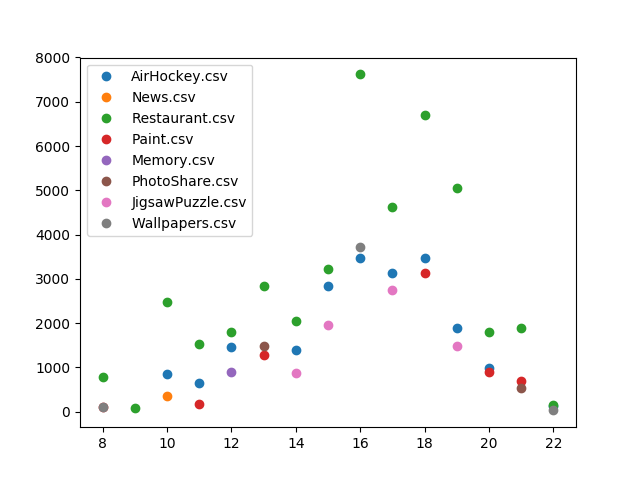 8000
7000
6000
5000
4000
3000
2000
1000
0
AirHockey.csv
News.csv
Restaurant.csv
Paint.csv
Memory.csv
PhotoShare.csv
JigsawPuzzle.csv
Wallpapers.csv
8 10 12 14 16 18 20 22